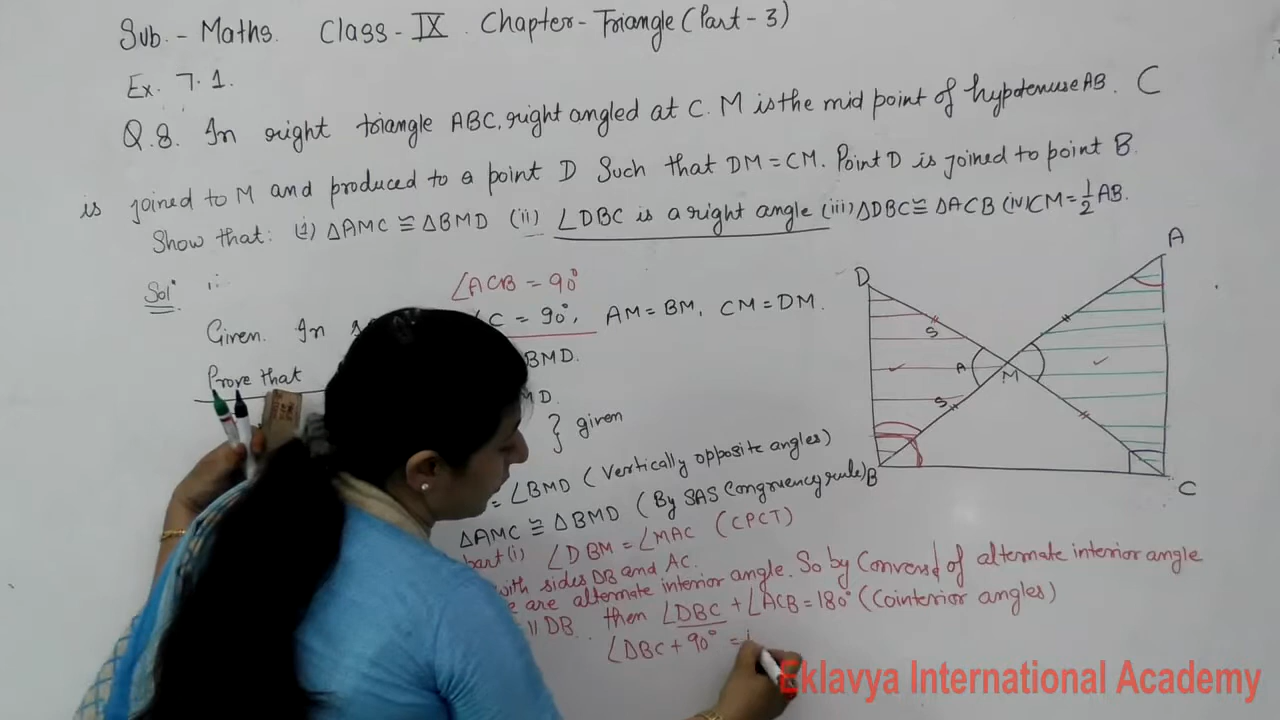 Sub. - Maths. Class - IX. Chapter - Triangle (Part - 3)
Ex. 7.1.
Q.8. In right triangle ABC, right angled at C. M is the mid point of hypotenuse AB. C
is joined to M and produced to a point D Such that DM = CM. Point D is joined to point B.
Show that: (i) ΔAMC ≅ ΔBMD (ii) ∠DBC is a right angle (iii) ΔDBC ≅ ΔACB (iv) CM = 1/2 AB.
Solⁿ :-
∠ACB = 90°
Given. In C = 90°, AM = BM, CM = DM.
Prove that BMD.
MD.
} given
= ∠BMD (Vertically opposite angles)
ΔAMC ≅ ΔBMD (By SAS Congruency rule)
part (i) ∠DBM = ∠MAC (CPCT)
with sides DB and AC.
are alternate interior angle. So by Convers of alternate interior angle
|| DB. then ∠DBC + ∠ACB = 180° (Cointerior angles)
∠DBC + 90° =
D
A
S
A
M
S
B
C
Eklavya International Academy